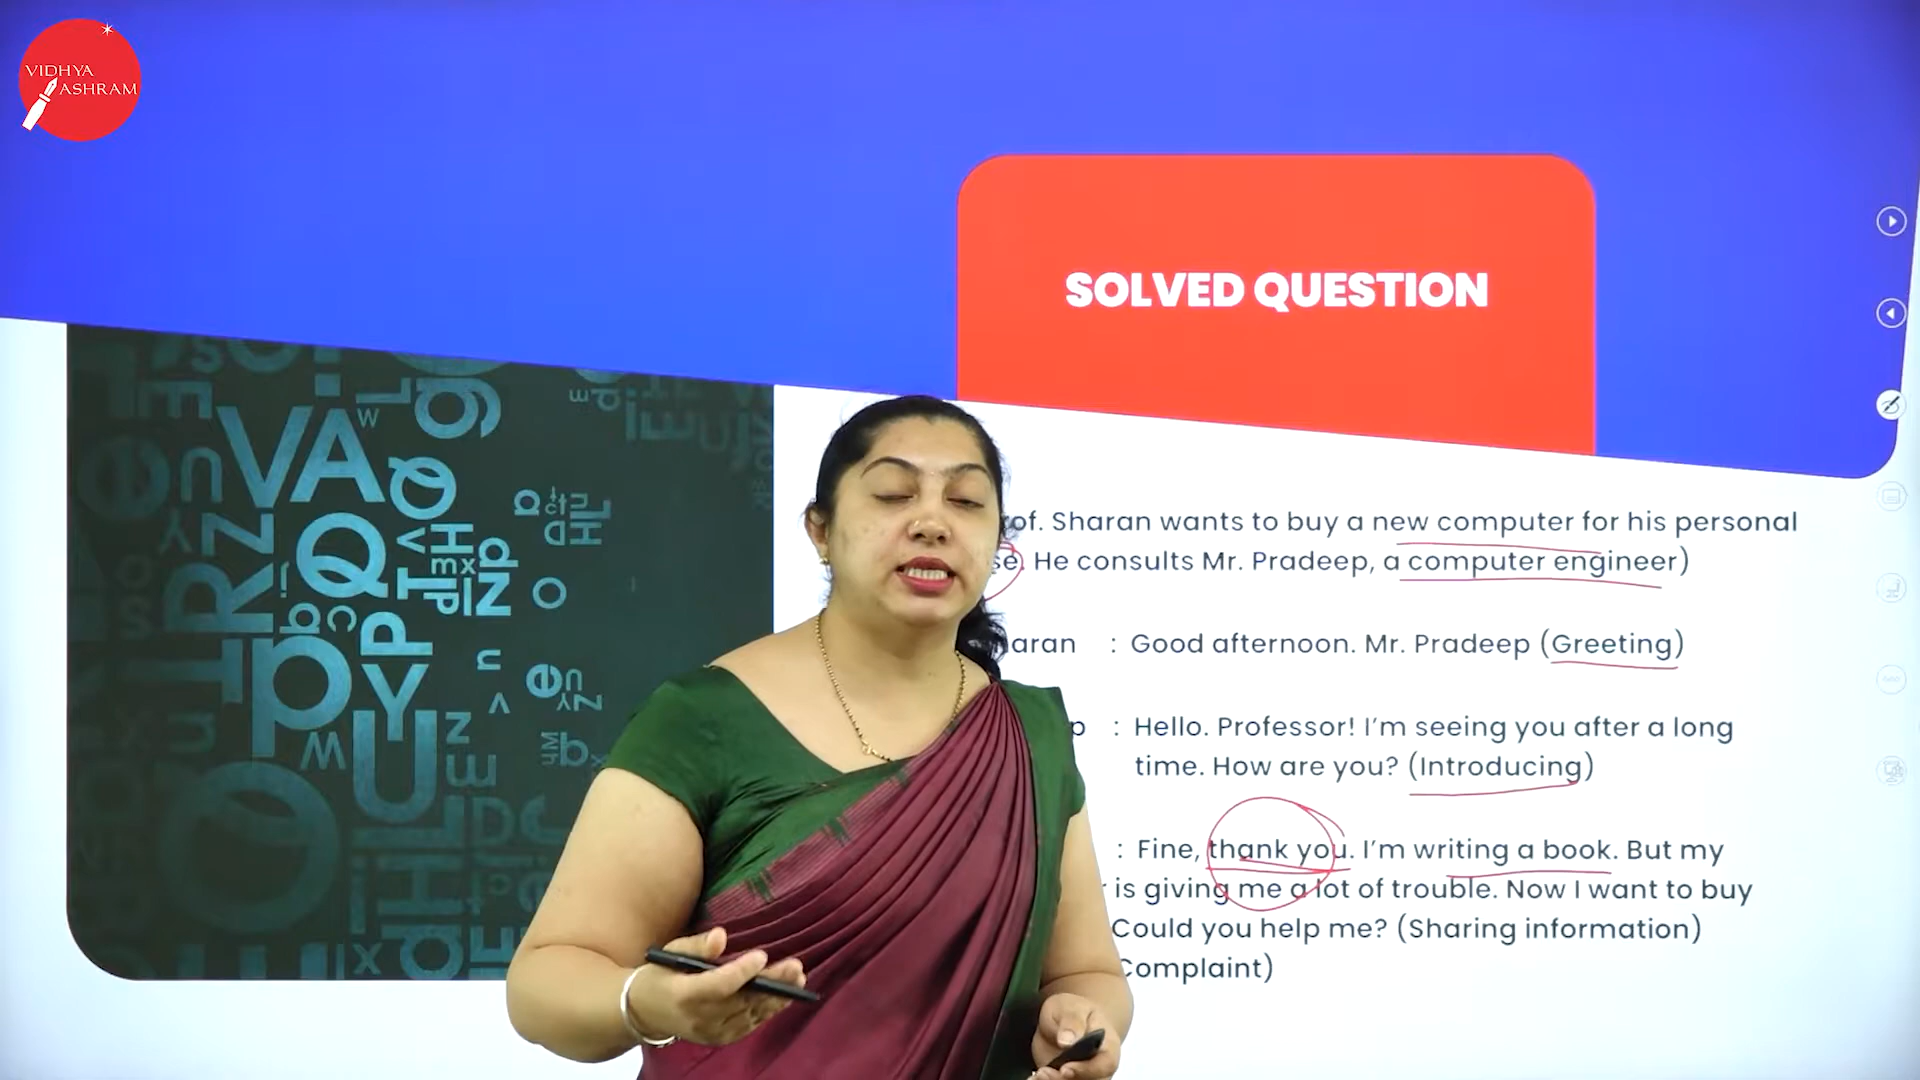 VIDHYA
ASHRAM
SOLVED QUESTION
of. Sharan wants to buy a new computer for his personal
se. He consults Mr. Pradeep, a computer engineer)
aran : Good afternoon. Mr. Pradeep (Greeting)
p : Hello. Professor! I'm seeing you after a long
time. How are you? (Introducing)
: Fine, thank you. I'm writing a book. But my
is giving me a lot of trouble. Now I want to buy
Could you help me? (Sharing information)
Complaint)